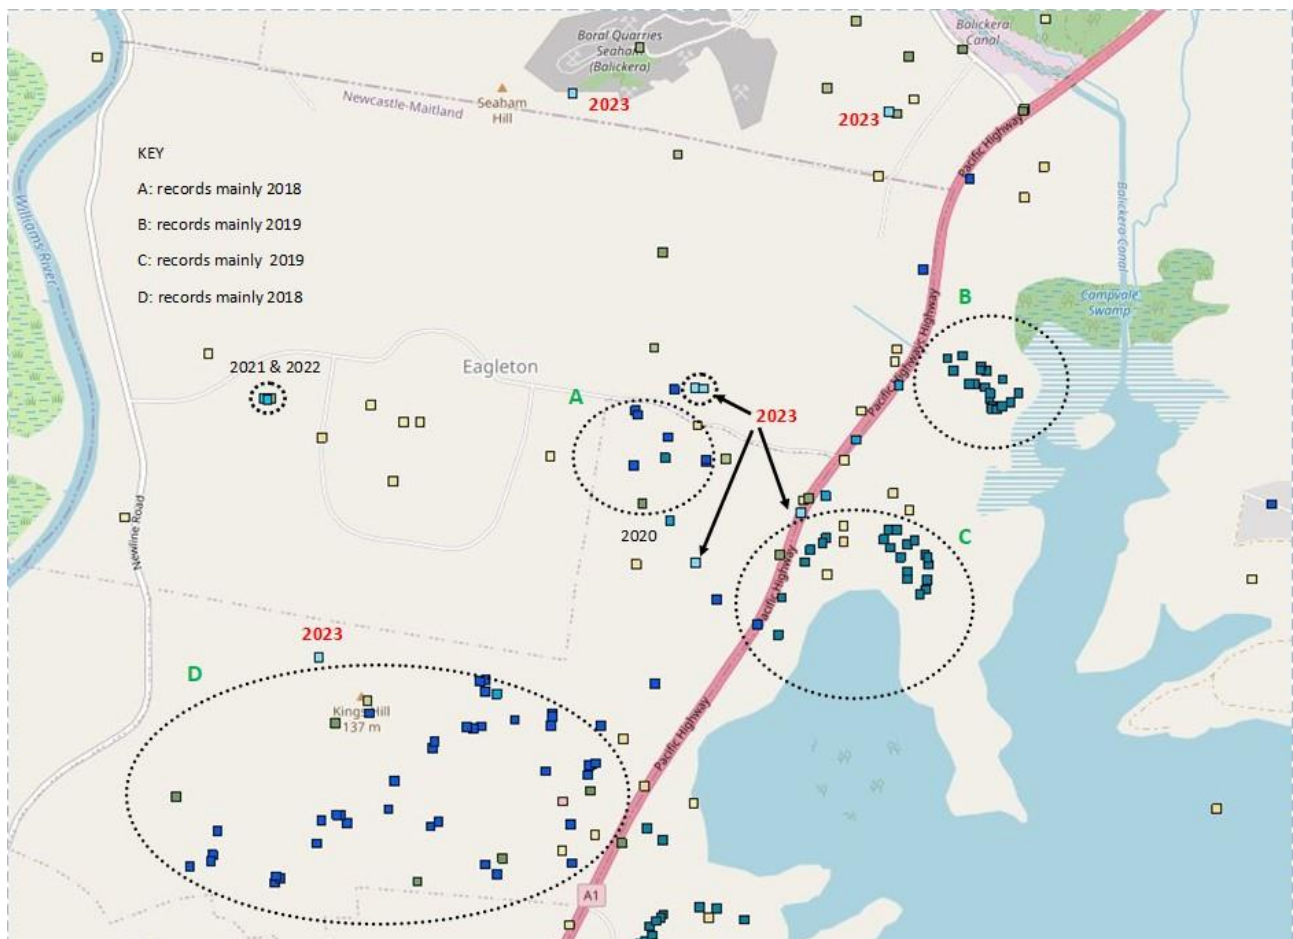 Boral Quarries
Seaham
(Balickera)
Balickera
Canal
Newcastle-Maitland
Seaham
Hill
2023
2023
Pacific Highway
KEY
A: records mainly 2018
B: records mainly 2019
C: records mainly 2019
D: records mainly 2018
Williams River
Balickera Canal
Campvale
Swamp
B
Pacific Highway
Highway
2021 & 2022
Eagleton
A
2023
Newline Road
2020
C
Pacific Highway
2023
D
Kings Hill
137 m
Pacific Highway
A1